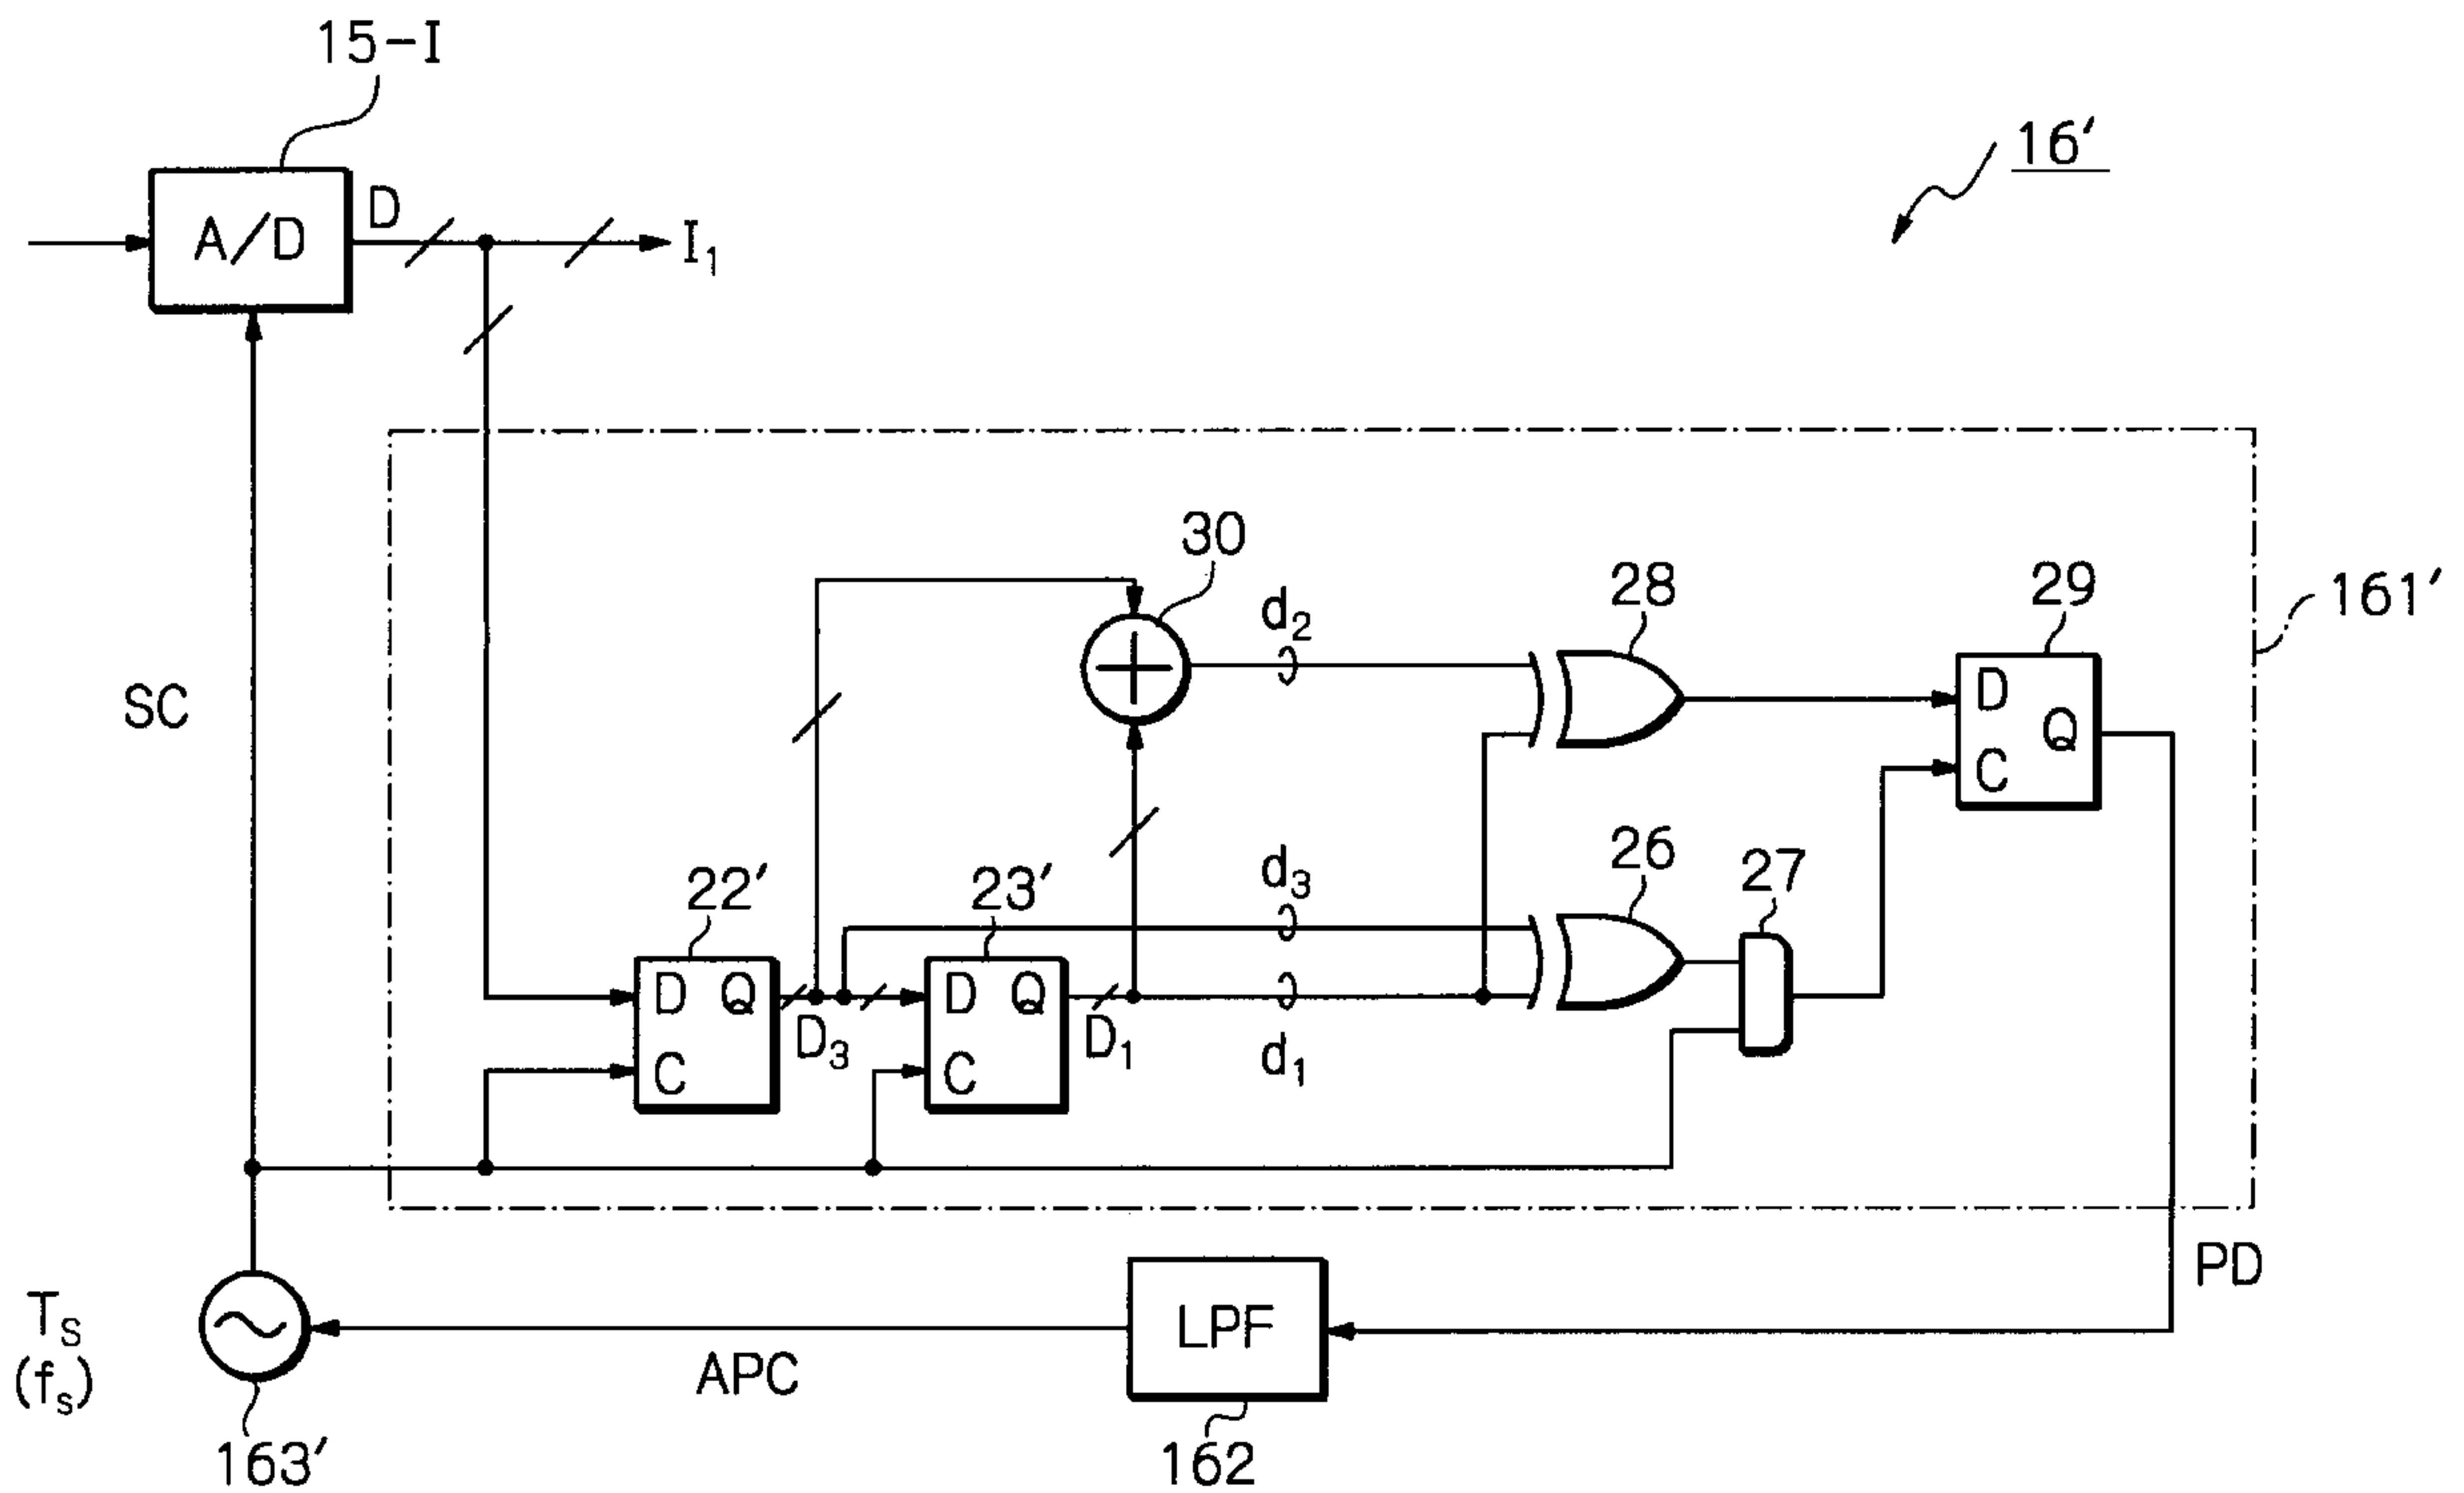 15-I
16′
A/D
D
I₁
30
28
29
161′
d₂
D
Q
C
SC
26
27
22′
23′
d₃
D Q
C
D₃
D Q
C
D₁
d₁
PD
LPF
Tₛ
(fₛ)
APC
163′
162